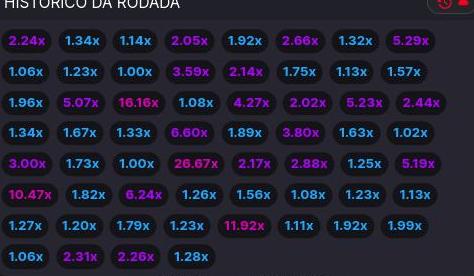 HISTÓRICO DA RODADA
2.24x 1.34x 1.14x 2.05x 1.92x 2.66x 1.32x 5.29x
1.06x 1.23x 1.00x 3.59x 2.14x 1.75x 1.13x 1.57x
1.96x 5.07x 16.16x 1.08x 4.27x 2.02x 5.23x 2.44x
1.34x 1.67x 1.33x 6.60x 1.89x 3.80x 1.63x 1.02x
3.00x 1.73x 1.00x 26.67x 2.17x 2.88x 1.25x 5.19x
10.47x 1.82x 6.24x 1.26x 1.56x 1.08x 1.23x 1.13x
1.27x 1.20x 1.79x 1.23x 11.92x 1.11x 1.92x 1.99x
1.06x 2.31x 2.26x 1.28x